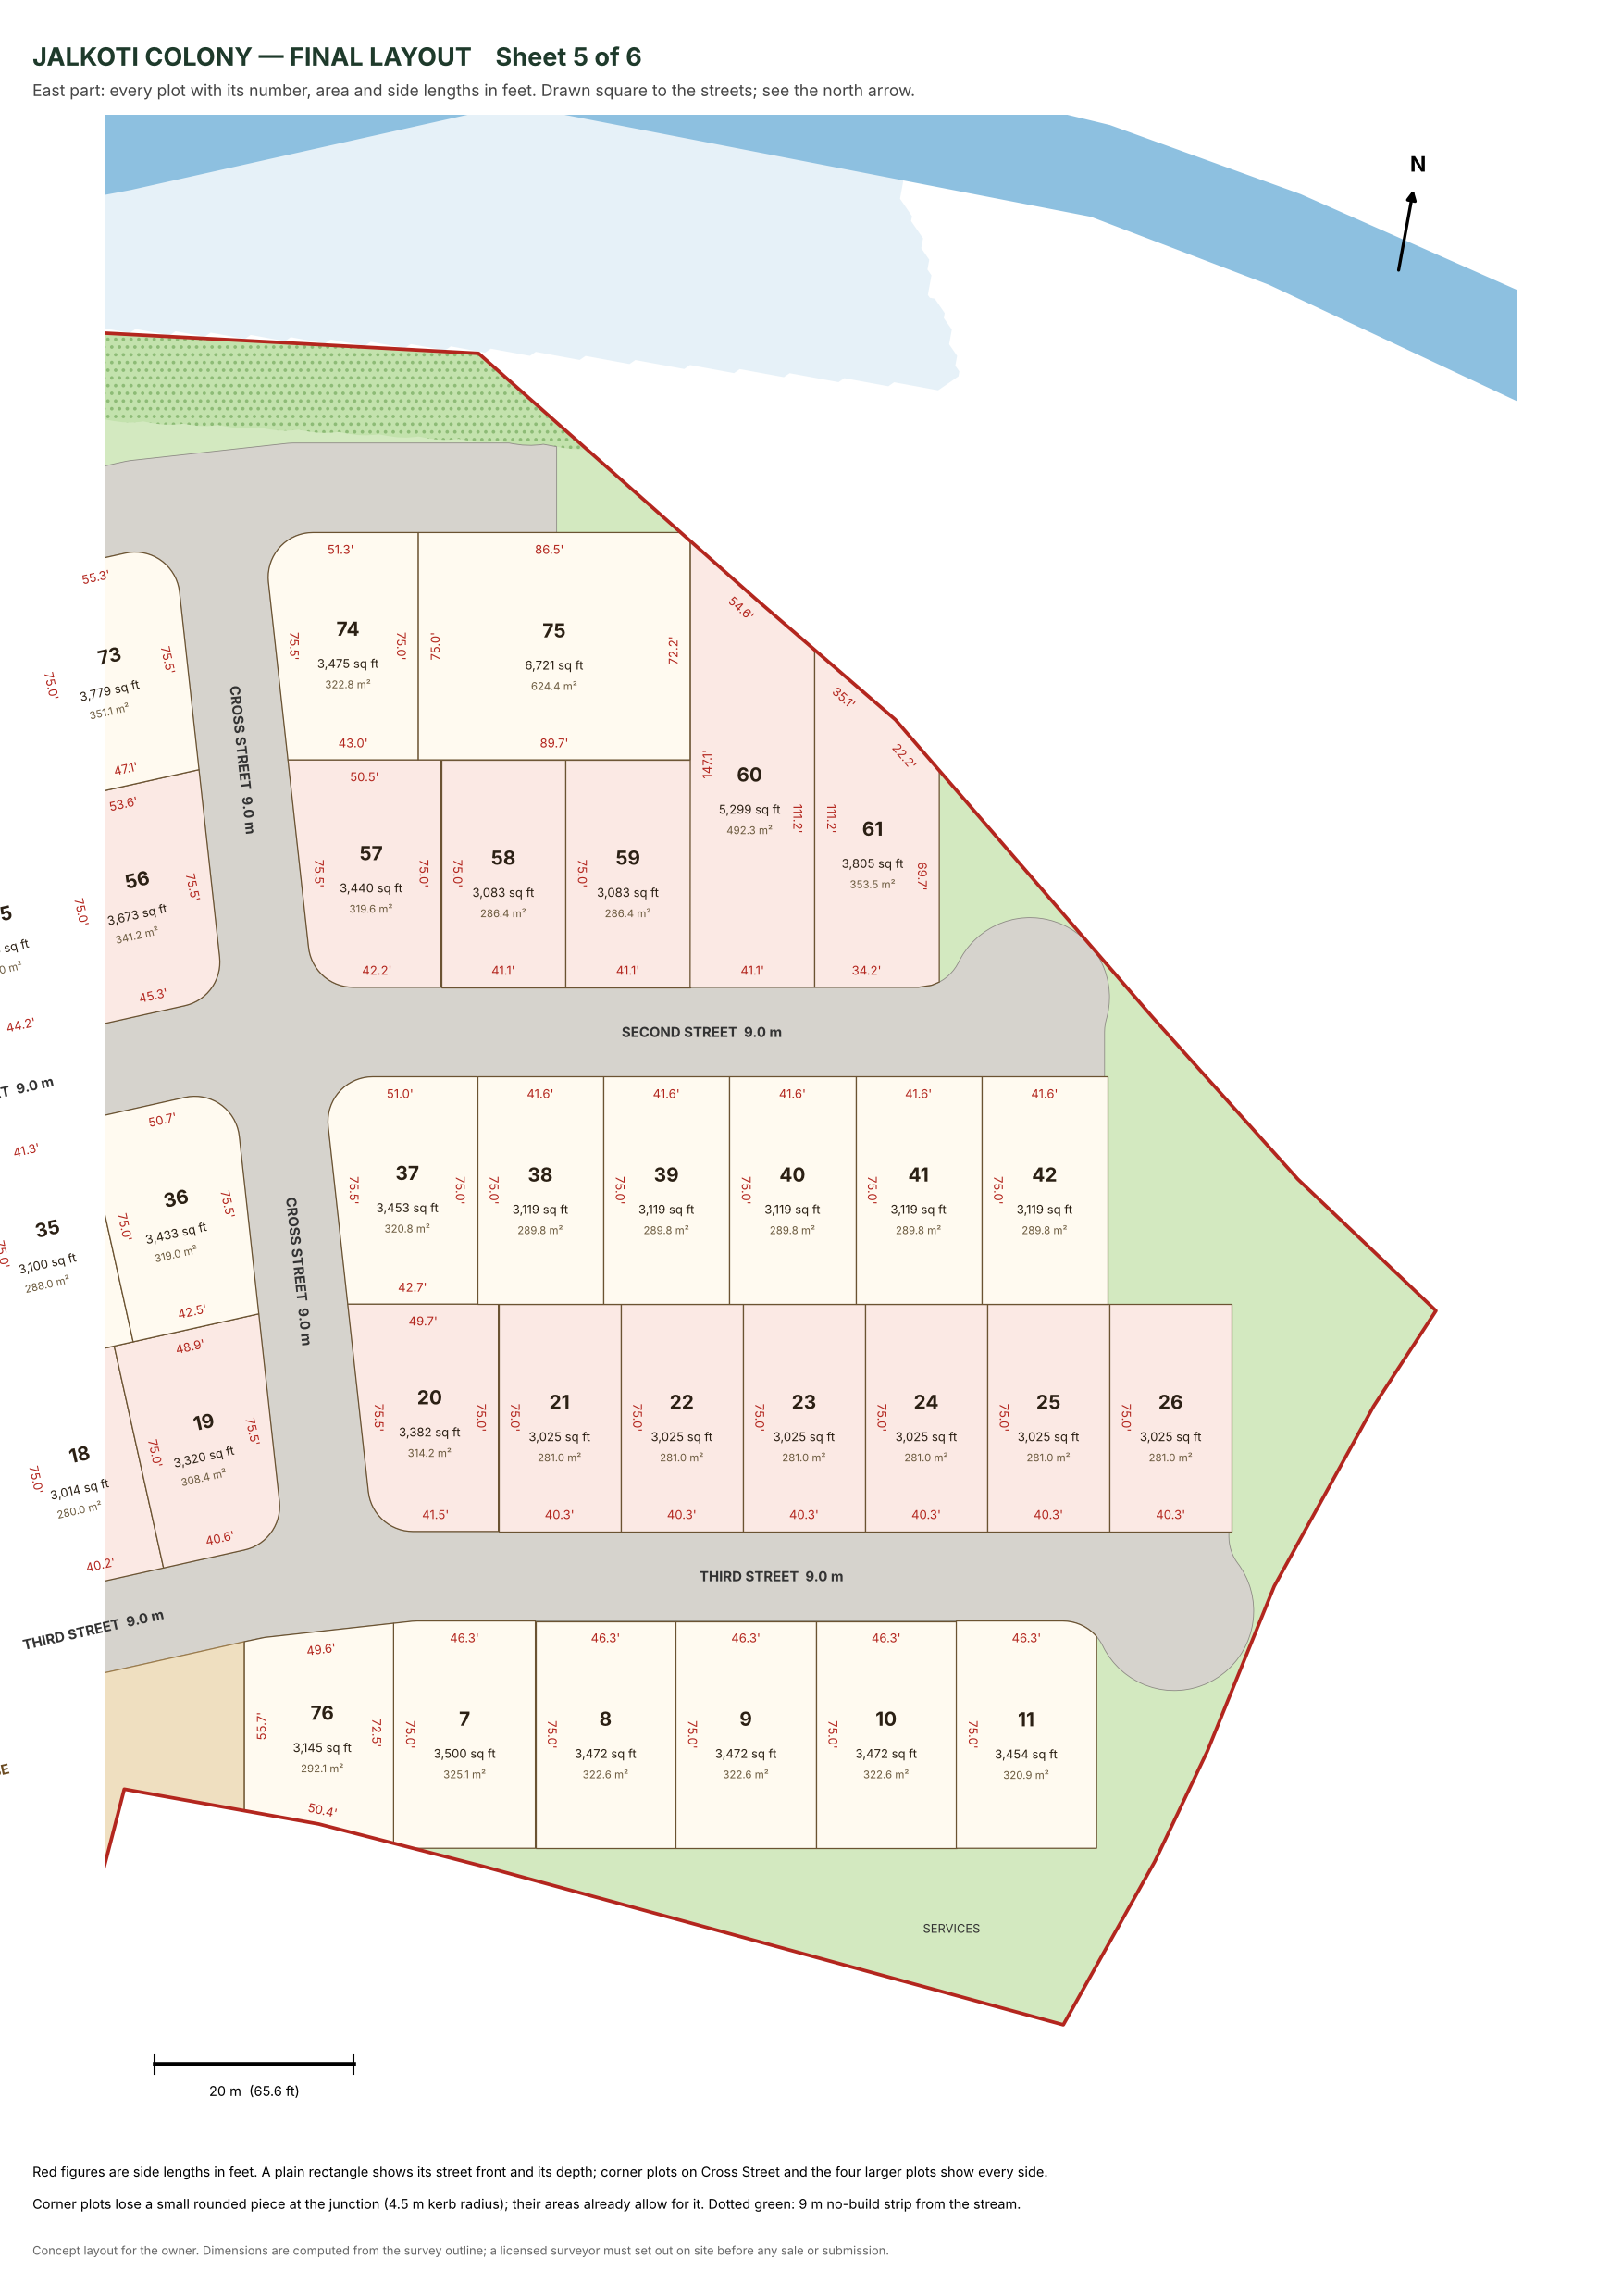 JALKOTI COLONY — FINAL LAYOUT Sheet 5 of 6
East part: every plot with its number, area and side lengths in feet. Drawn square to the streets; see the north arrow.
N
55.3'
73
3,779 sq ft
351.1 m²
75.0'
75.5'
47.1'
CROSS STREET 9.0 m
51.3'
74
3,475 sq ft
322.8 m²
75.5'
75.0'
43.0'
86.5'
75
6,721 sq ft
624.4 m²
75.0'
72.2'
89.7'
54.6'
60
5,299 sq ft
492.3 m²
147.1'
111.2'
41.1'
35.1'
22.2'
61
3,805 sq ft
353.5 m²
111.2'
69.7'
34.2'
53.6'
56
3,673 sq ft
341.2 m²
75.0'
75.5'
45.3'
5
sq ft
0 m²
44.2'
50.5'
57
3,440 sq ft
319.6 m²
75.5'
75.0'
42.2'
58
3,083 sq ft
286.4 m²
75.0'
41.1'
59
3,083 sq ft
286.4 m²
75.0'
41.1'
SECOND STREET 9.0 m
T 9.0 m
41.3'
35
3,100 sq ft
288.0 m²
75.0'
50.7'
36
3,433 sq ft
319.0 m²
75.0'
75.5'
42.5'
CROSS STREET 9.0 m
51.0'
37
3,453 sq ft
320.8 m²
75.5'
75.0'
42.7'
41.6'
38
3,119 sq ft
289.8 m²
75.0'
41.6'
39
3,119 sq ft
289.8 m²
75.0'
41.6'
40
3,119 sq ft
289.8 m²
75.0'
41.6'
41
3,119 sq ft
289.8 m²
75.0'
41.6'
42
3,119 sq ft
289.8 m²
75.0'
18
3,014 sq ft
280.0 m²
75.0'
40.2'
48.9'
19
3,320 sq ft
308.4 m²
75.0'
75.5'
40.6'
49.7'
20
3,382 sq ft
314.2 m²
75.5'
75.0'
41.5'
21
3,025 sq ft
281.0 m²
75.0'
40.3'
22
3,025 sq ft
281.0 m²
75.0'
40.3'
23
3,025 sq ft
281.0 m²
75.0'
40.3'
24
3,025 sq ft
281.0 m²
75.0'
40.3'
25
3,025 sq ft
281.0 m²
75.0'
40.3'
26
3,025 sq ft
281.0 m²
75.0'
40.3'
THIRD STREET 9.0 m
THIRD STREET 9.0 m
49.6'
76
3,145 sq ft
292.1 m²
55.7'
72.5'
50.4'
46.3'
7
3,500 sq ft
325.1 m²
75.0'
46.3'
8
3,472 sq ft
322.6 m²
75.0'
46.3'
9
3,472 sq ft
322.6 m²
75.0'
46.3'
10
3,472 sq ft
322.6 m²
75.0'
46.3'
11
3,454 sq ft
320.9 m²
75.0'
SERVICES
20 m (65.6 ft)
Red figures are side lengths in feet. A plain rectangle shows its street front and its depth; corner plots on Cross Street and the four larger plots show every side.
Corner plots lose a small rounded piece at the junction (4.5 m kerb radius); their areas already allow for it. Dotted green: 9 m no-build strip from the stream.
Concept layout for the owner. Dimensions are computed from the survey outline; a licensed surveyor must set out on site before any sale or submission.